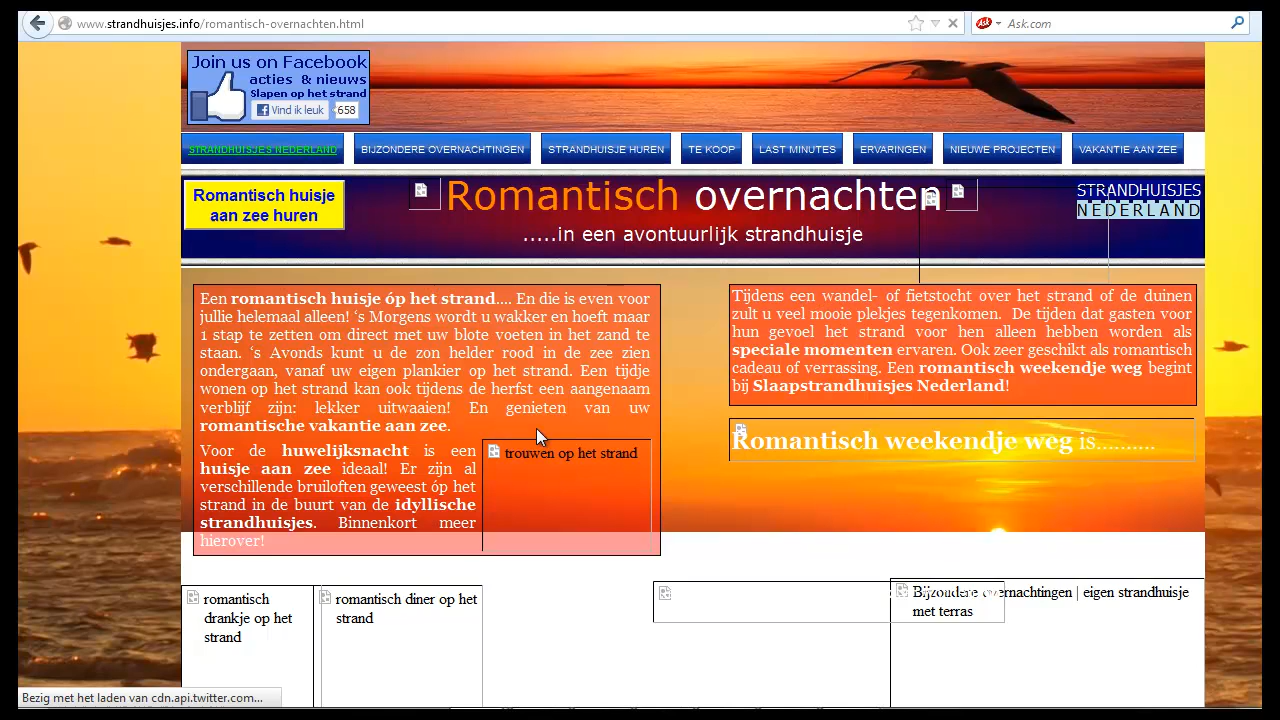 www.strandhuisjes.info/romantisch-overnachten.html
Ask.com
Join us on Facebook
acties & nieuws
Slapen op het strand
Vind ik leuk 658
STRANDHUISJES NEDERLAND
BIJZONDERE OVERNACHTINGEN
STRANDHUISJE HUREN
TE KOOP
LAST MINUTES
ERVARINGEN
NIEUWE PROJECTEN
VAKANTIE AAN ZEE
Romantisch huisje
aan zee huren
Romantisch overnachten
.....in een avontuurlijk strandhuisje
STRANDHUISJES
NEDERLAND
Een romantisch huisje óp het strand.... En die is even voor
jullie helemaal alleen! ‘s Morgens wordt u wakker en hoeft maar
1 stap te zetten om direct met uw blote voeten in het zand te
staan. ‘s Avonds kunt u de zon helder rood in de zee zien
ondergaan, vanaf uw eigen plankier op het strand. Een tijdje
wonen op het strand kan ook tijdens de herfst een aangenaam
verblijf zijn: lekker uitwaaien! En genieten van uw
romantische vakantie aan zee.
Voor de huwelijksnacht is een
huisje aan zee ideaal! Er zijn al
verschillende bruiloften geweest óp het
strand in de buurt van de idyllische
strandhuisjes. Binnenkort meer
hierover!
trouwen op het strand
Tijdens een wandel- of fietstocht over het strand of de duinen
zult u veel mooie plekjes tegenkomen. De tijden dat gasten voor
hun gevoel het strand voor hen alleen hebben worden als
speciale momenten ervaren. Ook zeer geschikt als romantisch
cadeau of verrassing. Een romantisch weekendje weg begint
bij Slaapstrandhuisjes Nederland!
Romantisch weekendje weg is..........
romantisch
drankje op het
strand
romantisch diner op het
strand
Bijzondere overnachtingen | eigen strandhuisje
met terras
Bezig met het laden van cdn.api.twitter.com...